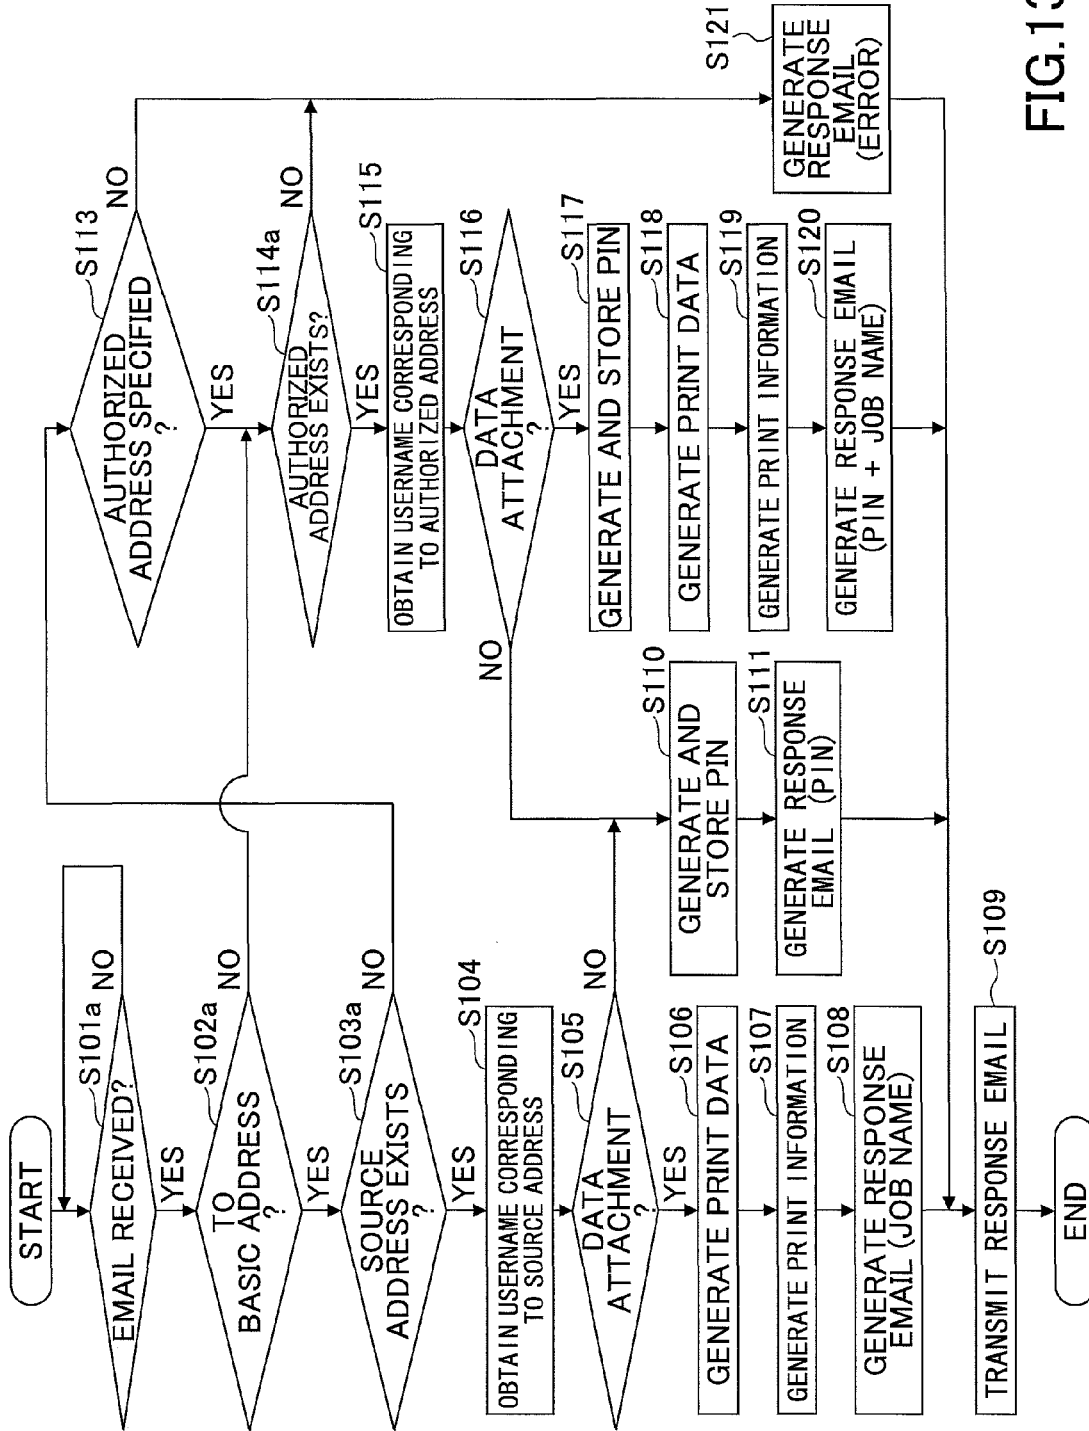 START
S101a
EMAIL RECEIVED?
NO
YES
S102a
TO
BASIC ADDRESS
?
NO
YES
S103a
SOURCE
ADDRESS EXISTS
?
NO
YES
S104
OBTAIN USERNAME CORRESPONDING
TO SOURCE ADDRESS
S105
DATA
ATTACHMENT
?
NO
YES
S106
GENERATE PRINT DATA
S107
GENERATE PRINT INFORMATION
S108
GENERATE RESPONSE
EMAIL (JOB NAME)
S109
TRANSMIT RESPONSE EMAIL
END
S110
GENERATE AND
STORE PIN
S111
GENERATE RESPONSE
EMAIL (PIN)
S113
AUTHORIZED
ADDRESS SPECIFIED
?
NO
YES
S114a
AUTHORIZED
ADDRESS EXISTS?
NO
YES
S115
OBTAIN USERNAME CORRESPONDING
TO AUTHORIZED ADDRESS
S116
DATA
ATTACHMENT
?
NO
YES
S117
GENERATE AND STORE PIN
S118
GENERATE PRINT DATA
S119
GENERATE PRINT INFORMATION
S120
GENERATE RESPONSE EMAIL
(PIN + JOB NAME)
S121
GENERATE
RESPONSE
EMAIL
(ERROR)
FIG.13